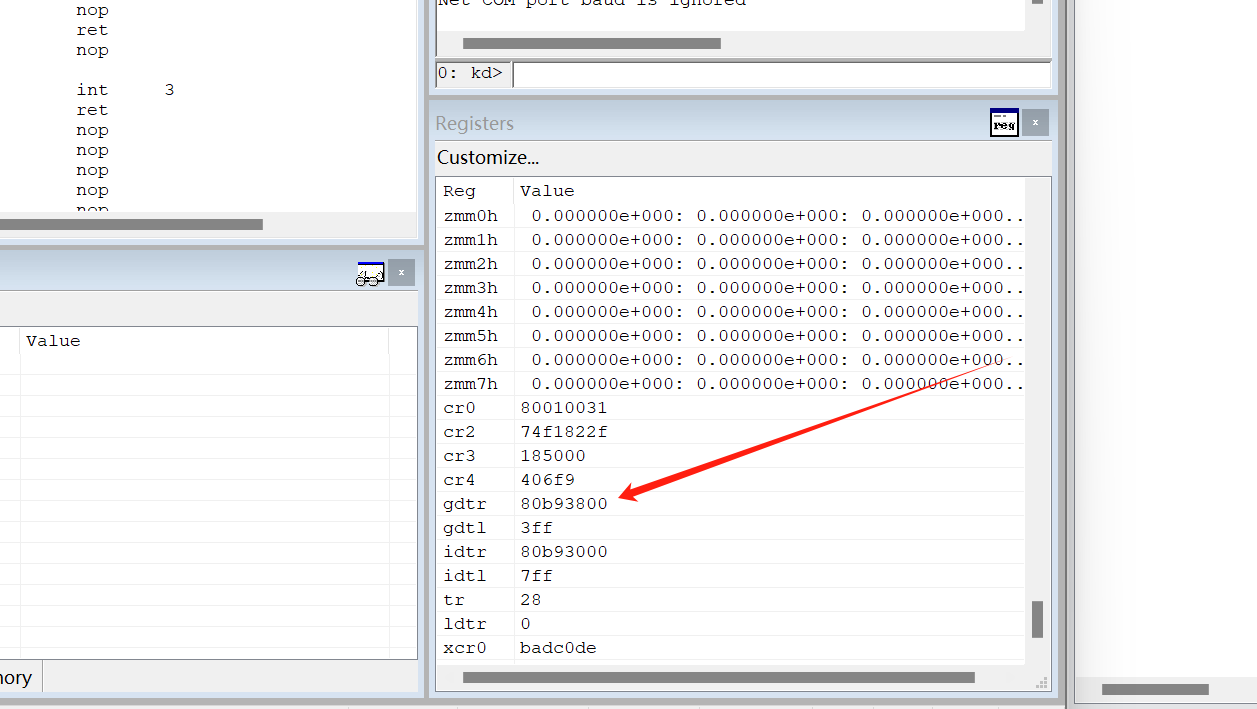 nop
ret
nop
int 3
ret
nop
nop
nop
nop
nop
Value
Net COM port baud is ignored
0: kd>
Registers
reg
x
x
Customize...
Reg Value
zmm0h 0.000000e+000: 0.000000e+000: 0.000000e+000..
zmm1h 0.000000e+000: 0.000000e+000: 0.000000e+000..
zmm2h 0.000000e+000: 0.000000e+000: 0.000000e+000..
zmm3h 0.000000e+000: 0.000000e+000: 0.000000e+000..
zmm4h 0.000000e+000: 0.000000e+000: 0.000000e+000..
zmm5h 0.000000e+000: 0.000000e+000: 0.000000e+000..
zmm6h 0.000000e+000: 0.000000e+000: 0.000000e+000..
zmm7h 0.000000e+000: 0.000000e+000: 0.000000e+000..
cr0 80010031
cr2 74f1822f
cr3 185000
cr4 406f9
gdtr 80b93800
gdtl 3ff
idtr 80b93000
idtl 7ff
tr 28
ldtr 0
xcr0 badc0de